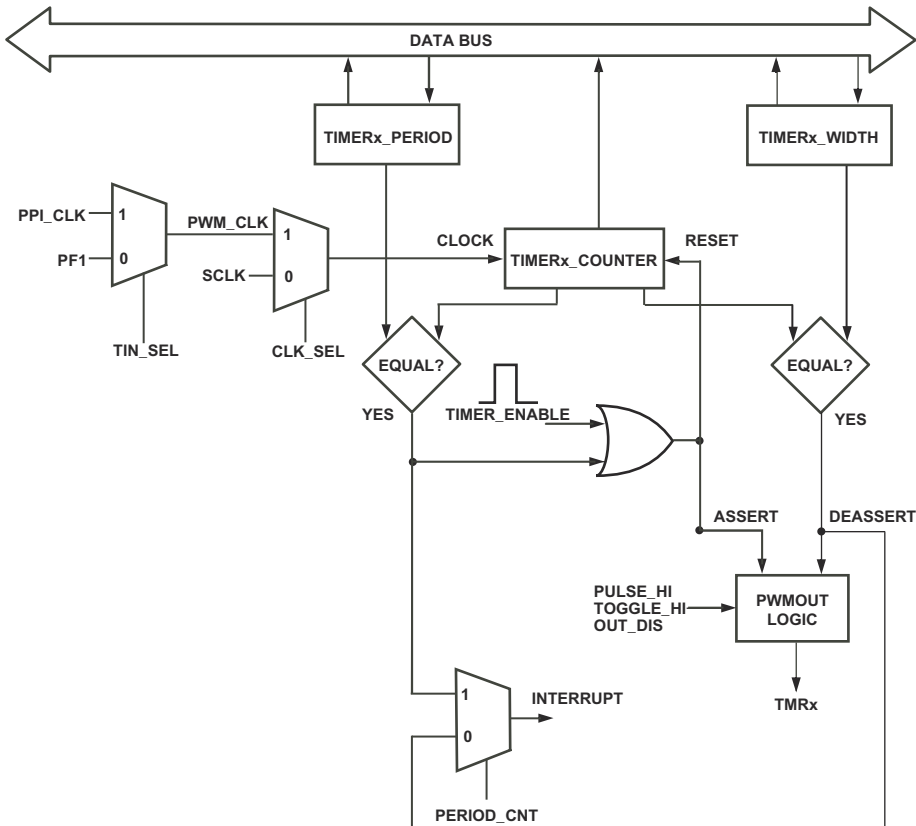 DATA BUS
TIMERx_PERIOD
TIMERx_WIDTH
PPI_CLK
1
PF1
0
TIN_SEL
PWM_CLK
1
SCLK
0
CLK_SEL
CLOCK
TIMERx_COUNTER
RESET
EQUAL?
YES
EQUAL?
YES
TIMER_ENABLE
ASSERT
DEASSERT
PULSE_HI
TOGGLE_HI
OUT_DIS
PWMOUT
LOGIC
TMRx
1
0
INTERRUPT
PERIOD_CNT